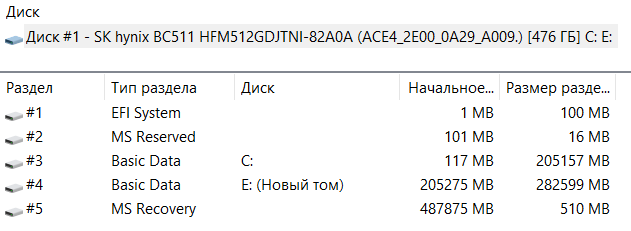 Диск
Диск #1 - SK hynix BC511 HFM512GDJTNI-82A0A (ACE4_2E00_0A29_A009.) [476 ГБ] C: E:
Раздел Тип раздела Диск Начальное... Размер разде...
#1 EFI System 1 MB 100 MB
#2 MS Reserved 101 MB 16 MB
#3 Basic Data C: 117 MB 205157 MB
#4 Basic Data E: (Новый том) 205275 MB 282599 MB
#5 MS Recovery 487875 MB 510 MB